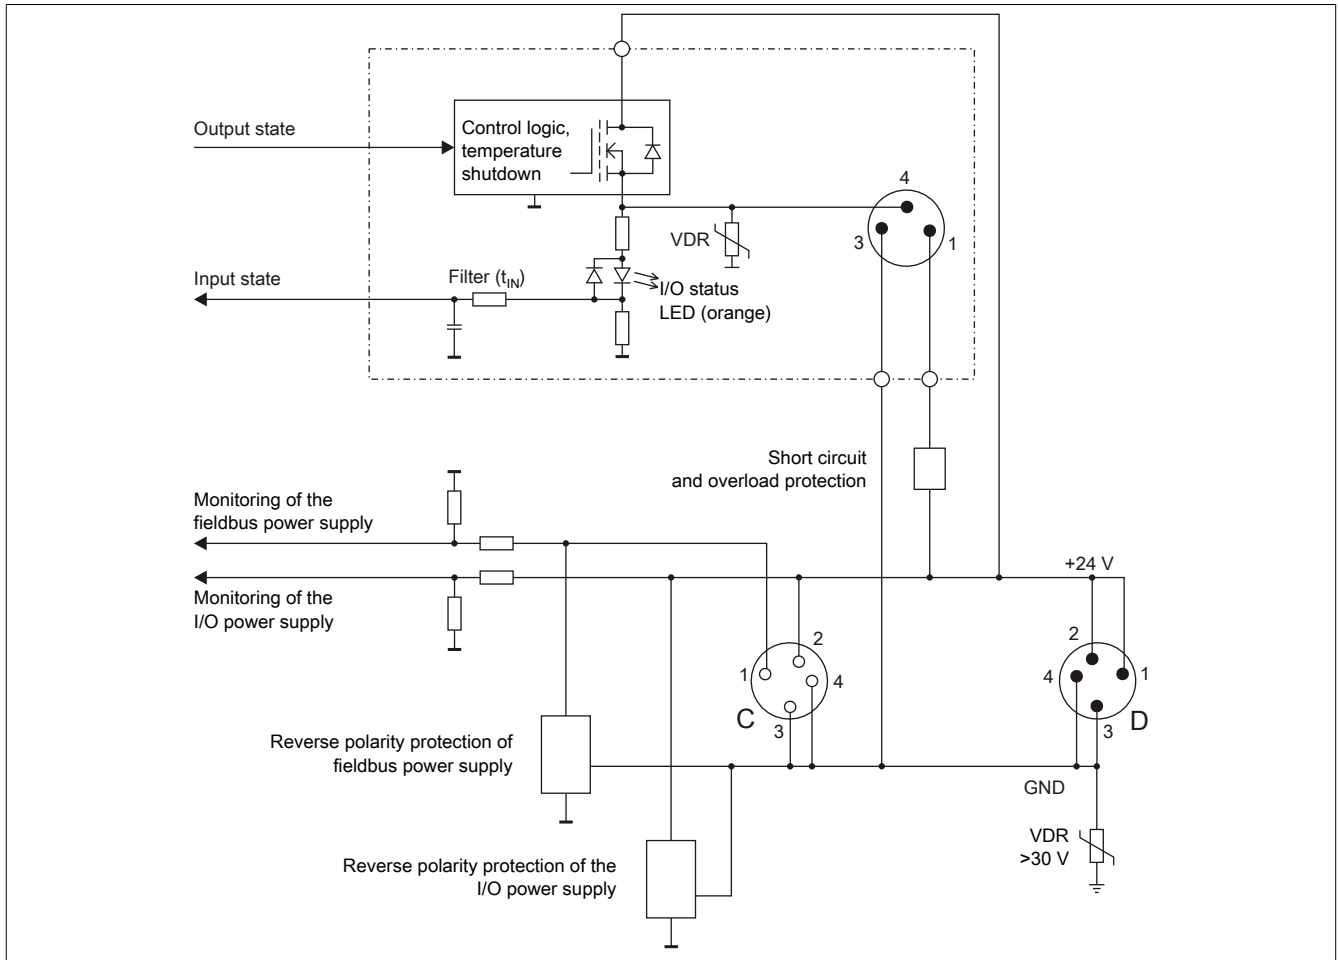 Output state
Control logic,
temperature
shutdown
4
3
1
VDR
Input state
Filter (tIN)
I/O status
LED (orange)
Short circuit
and overload protection
Monitoring of the
fieldbus power supply
Monitoring of the
I/O power supply
+24 V
2
1
4
C
3
2
4
1
D
3
Reverse polarity protection of
fieldbus power supply
GND
VDR
>30 V
Reverse polarity protection of the
I/O power supply